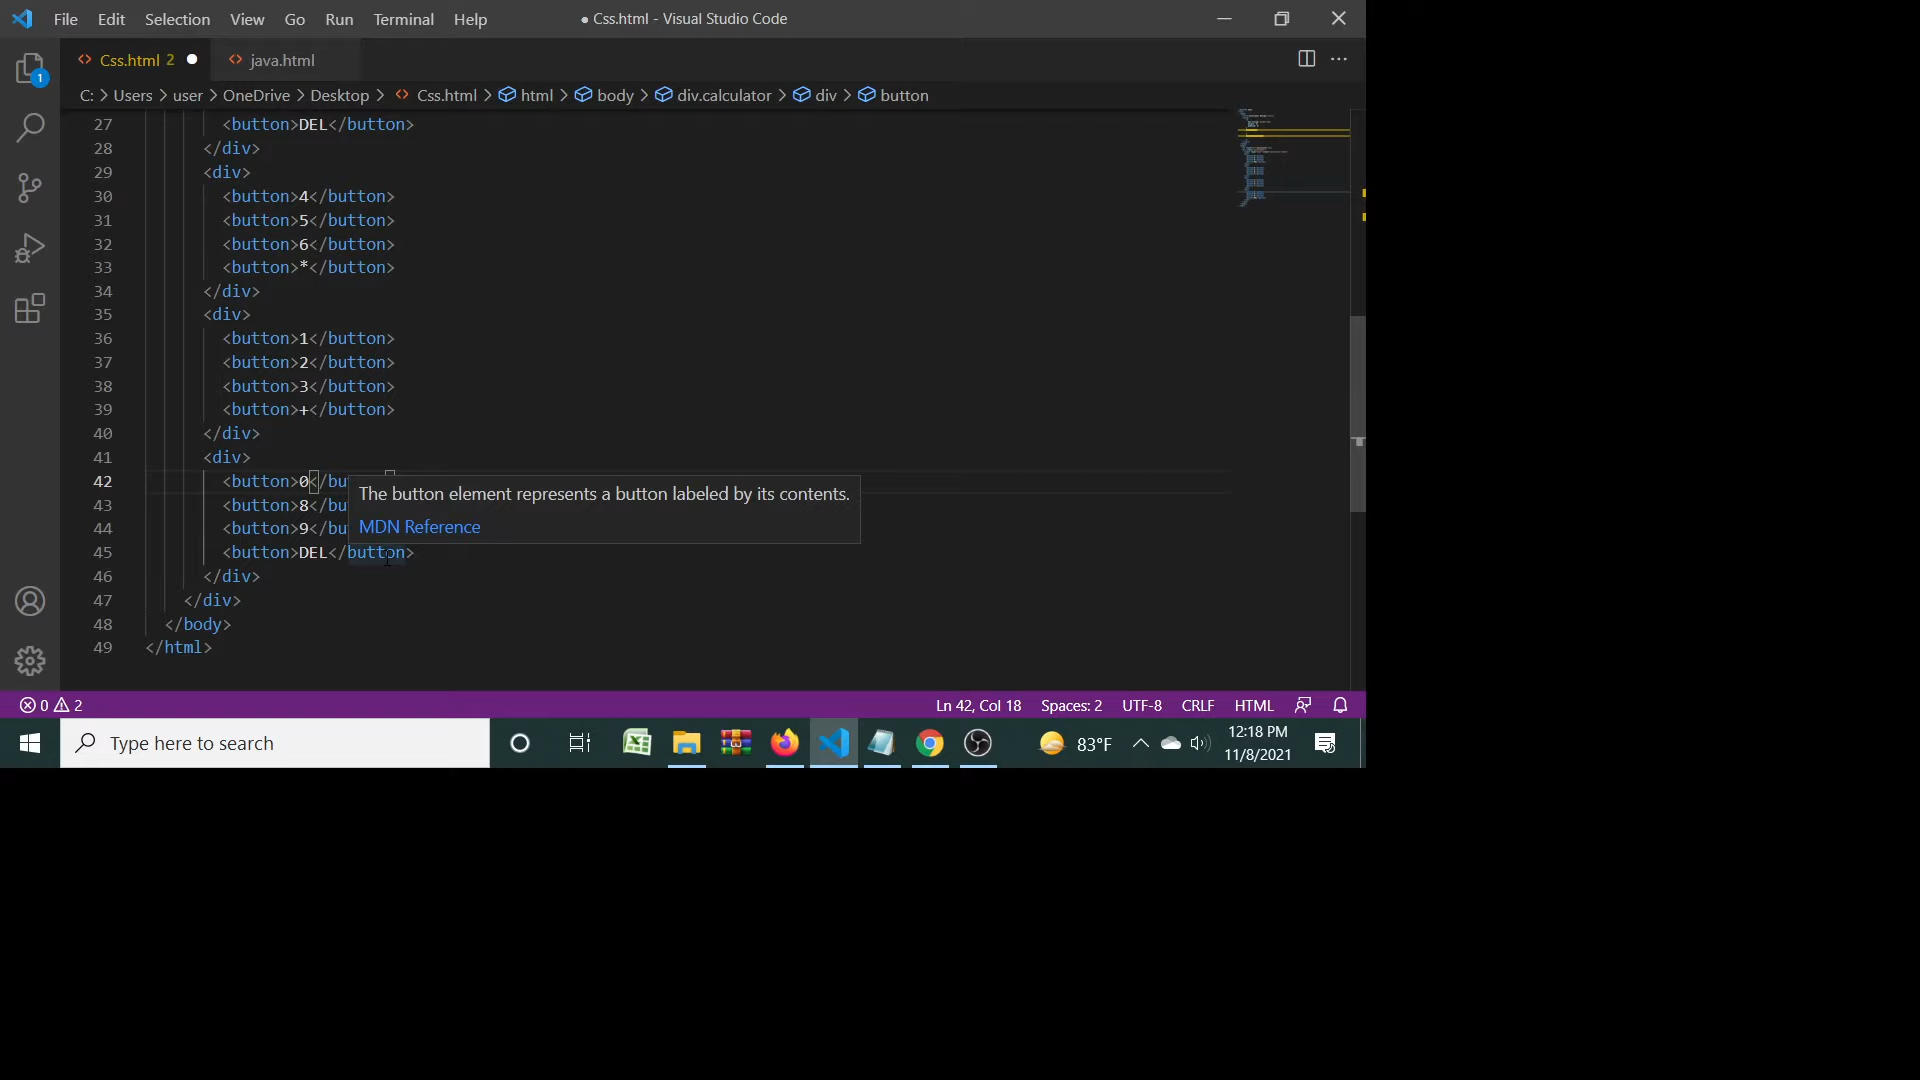 File Edit Selection View Go Run Terminal Help
● Css.html - Visual Studio Code
Css.html 2 ●
java.html
1
C: > Users > user > OneDrive > Desktop > Css.html > html > body > div.calculator > div > button
27 <button>DEL</button>
28 </div>
29 <div>
30 <button>4</button>
31 <button>5</button>
32 <button>6</button>
33 <button>*</button>
34 </div>
35 <div>
36 <button>1</button>
37 <button>2</button>
38 <button>3</button>
39 <button>+</button>
40 </div>
41 <div>
42 <button>0</bu
43 <button>8</bu
44 <button>9</bu
The button element represents a button labeled by its contents.
MDN Reference
45 <button>DEL</button>
46 </div>
47 </div>
48 </body>
49 </html>
0 2
Ln 42, Col 18 Spaces: 2 UTF-8 CRLF HTML
Type here to search
83°F
12:18 PM
11/8/2021